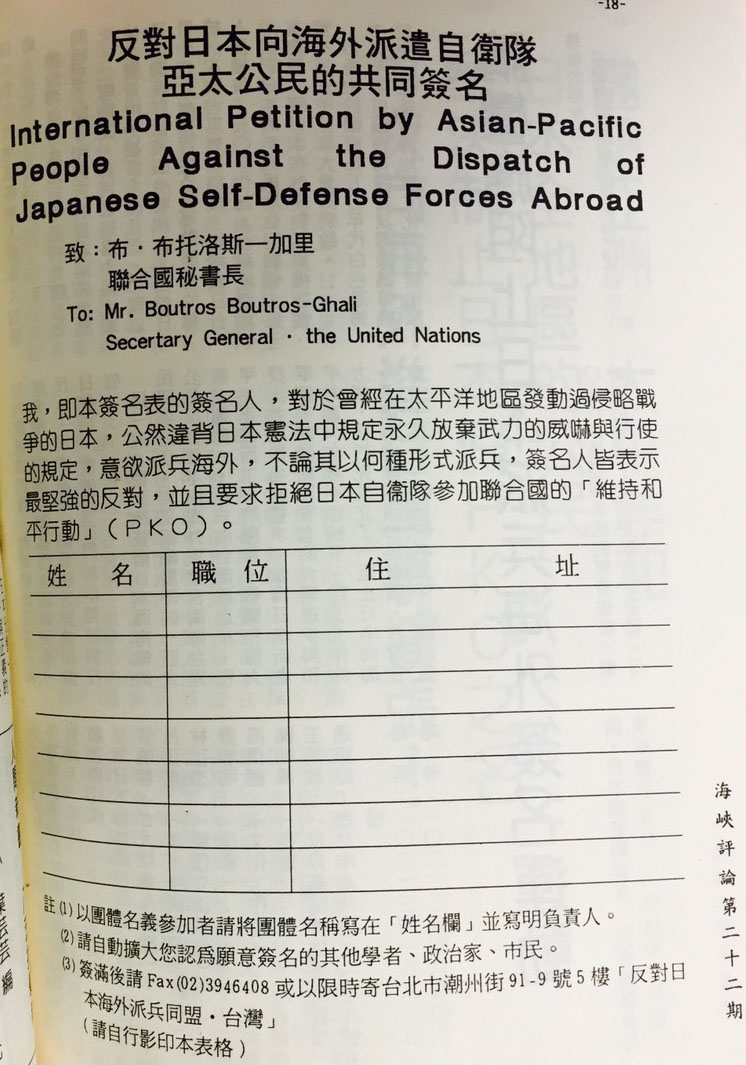 -18-
反對日本向海外派遣自衛隊
亞太公民的共同簽名
International Petition by Asian-Pacific
People Against the Dispatch of
Japanese Self-Defense Forces Abroad
致：布·布托洛斯一加里
聯合國秘書長
To: Mr. Boutros Boutros-Ghali
Secertary General · the United Nations
我，即本簽名表的簽名人，對於曾經在太平洋地區發動過侵略戰
爭的日本，公然違背日本憲法中規定永久放棄武力的威嚇與行使
的規定，意欲派兵海外，不論其以何種形式派兵，簽名人皆表示
最堅強的反對，並且要求拒絕日本自衛隊參加聯合國的「維持和
平行動」（PKO）。
姓 名 職 位 住 址
註(1)以團體名義參加者請將團體名稱寫在「姓名欄」並寫明負責人。
(2)請自動擴大您認爲願意簽名的其他學者、政治家、市民。
(3)簽滿後請Fax(02)3946408或以限時寄台北市潮州街91-9號5樓「反對日
本海外派兵同盟·台灣」
（請自行影印本表格）
海峽評論第二十二期